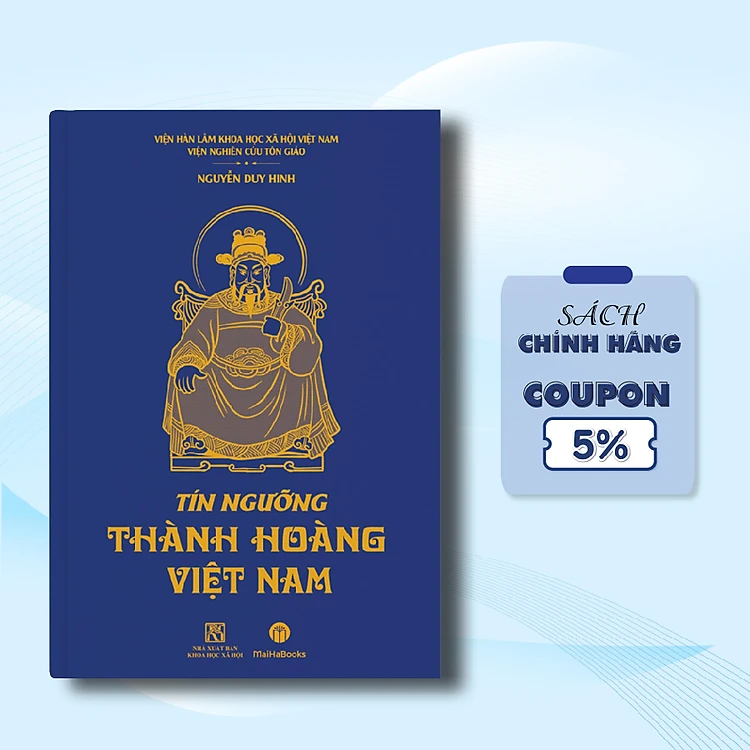 VIỆN HÀN LÂM KHOA HỌC XÃ HỘI VIỆT NAM
VIỆN NGHIÊN CỨU TÔN GIÁO
NGUYỄN DUY HINH
TÍN NGƯỠNG
THÀNH HOÀNG
VIỆT NAM
NHÀ XUẤT BẢN
KHOA HỌC XÃ HỘI
MaiHaBooks
SÁCH
CHÍNH HÃNG
COUPON
5%